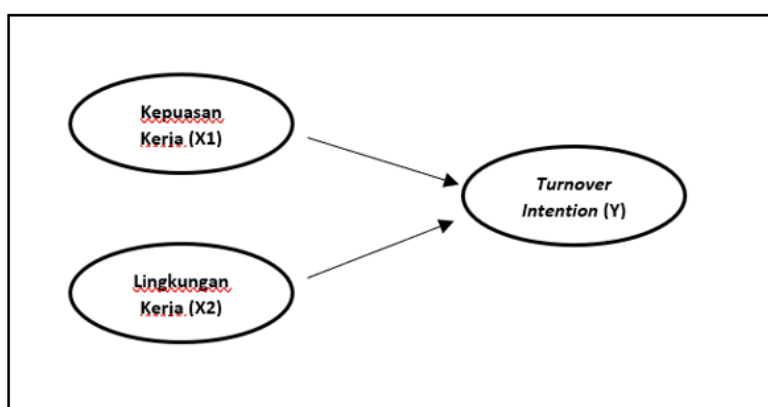 Kepuasan
Kerja (X1)
Turnover
Intention (Y)
Lingkungan
Kerja (X2)